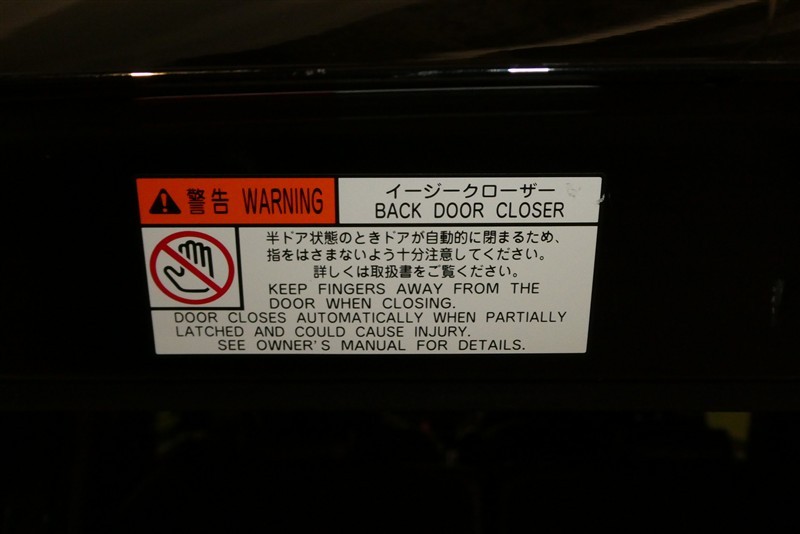 警告 WARNING
イージークローザー
BACK DOOR CLOSER
半ドア状態のときドアが自動的に閉まるため、
指をはさまないよう十分注意してください。
詳しくは取扱書をご覧ください。
KEEP FINGERS AWAY FROM THE
DOOR WHEN CLOSING.
DOOR CLOSES AUTOMATICALLY WHEN PARTIALLY
LATCHED AND COULD CAUSE INJURY.
SEE OWNER'S MANUAL FOR DETAILS.